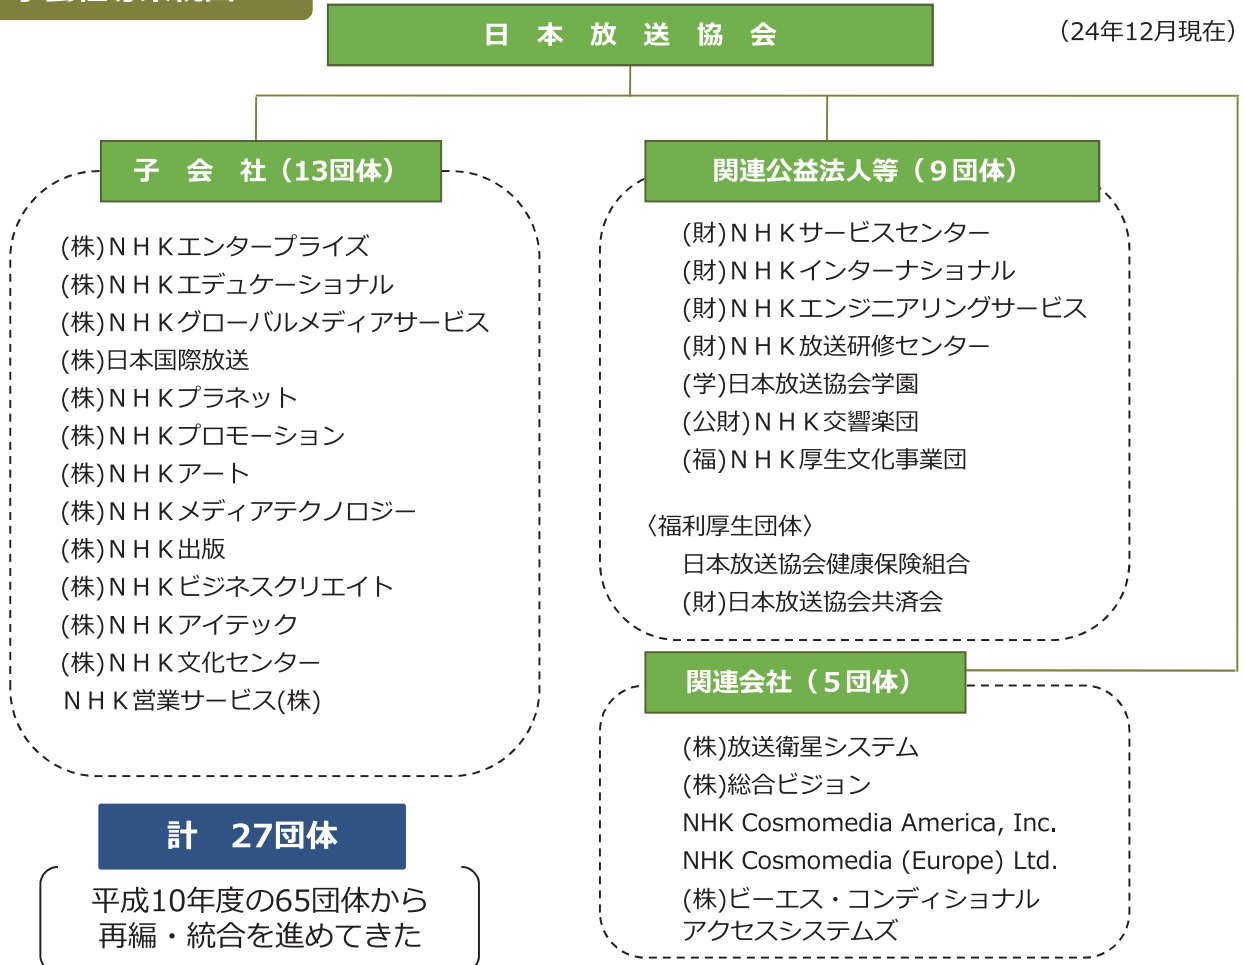 日本放送協会
（24年12月現在）
子会社（13団体）
(株)ＮＨＫエンタープライズ
(株)ＮＨＫエデュケーショナル
(株)ＮＨＫグローバルメディアサービス
(株)日本国際放送
(株)ＮＨＫプラネット
(株)ＮＨＫプロモーション
(株)ＮＨＫアート
(株)ＮＨＫメディアテクノロジー
(株)ＮＨＫ出版
(株)ＮＨＫビジネスクリエイト
(株)ＮＨＫアイテック
(株)ＮＨＫ文化センター
ＮＨＫ営業サービス(株)
計　27団体
平成10年度の65団体から
再編・統合を進めてきた
関連公益法人等（９団体）
(財)ＮＨＫサービスセンター
(財)ＮＨＫインターナショナル
(財)ＮＨＫエンジニアリングサービス
(財)ＮＨＫ放送研修センター
(学)日本放送協会学園
(公財)ＮＨＫ交響楽団
(福)ＮＨＫ厚生文化事業団
〈福利厚生団体〉
日本放送協会健康保険組合
(財)日本放送協会共済会
関連会社（５団体）
(株)放送衛星システム
(株)総合ビジョン
NHK Cosmomedia America, Inc.
NHK Cosmomedia (Europe) Ltd.
(株)ビーエス・コンディショナル
アクセスシステムズ